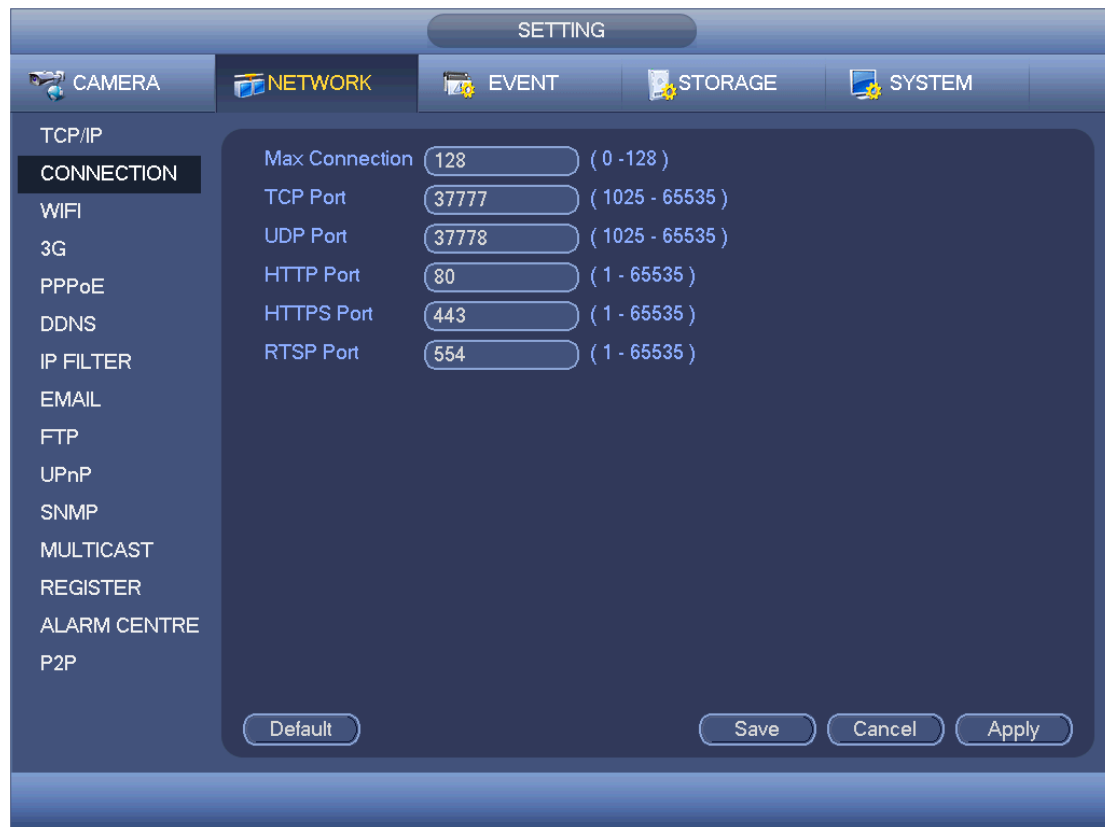 SETTING
CAMERA NETWORK EVENT STORAGE SYSTEM
TCP/IP
CONNECTION
WIFI
3G
PPPoE
DDNS
IP FILTER
EMAIL
FTP
UPnP
SNMP
MULTICAST
REGISTER
ALARM CENTRE
P2P
Max Connection 128 ( 0 -128 )
TCP Port 37777 ( 1025 - 65535 )
UDP Port 37778 ( 1025 - 65535 )
HTTP Port 80 ( 1 - 65535 )
HTTPS Port 443 ( 1 - 65535 )
RTSP Port 554 ( 1 - 65535 )
Default Save Cancel Apply